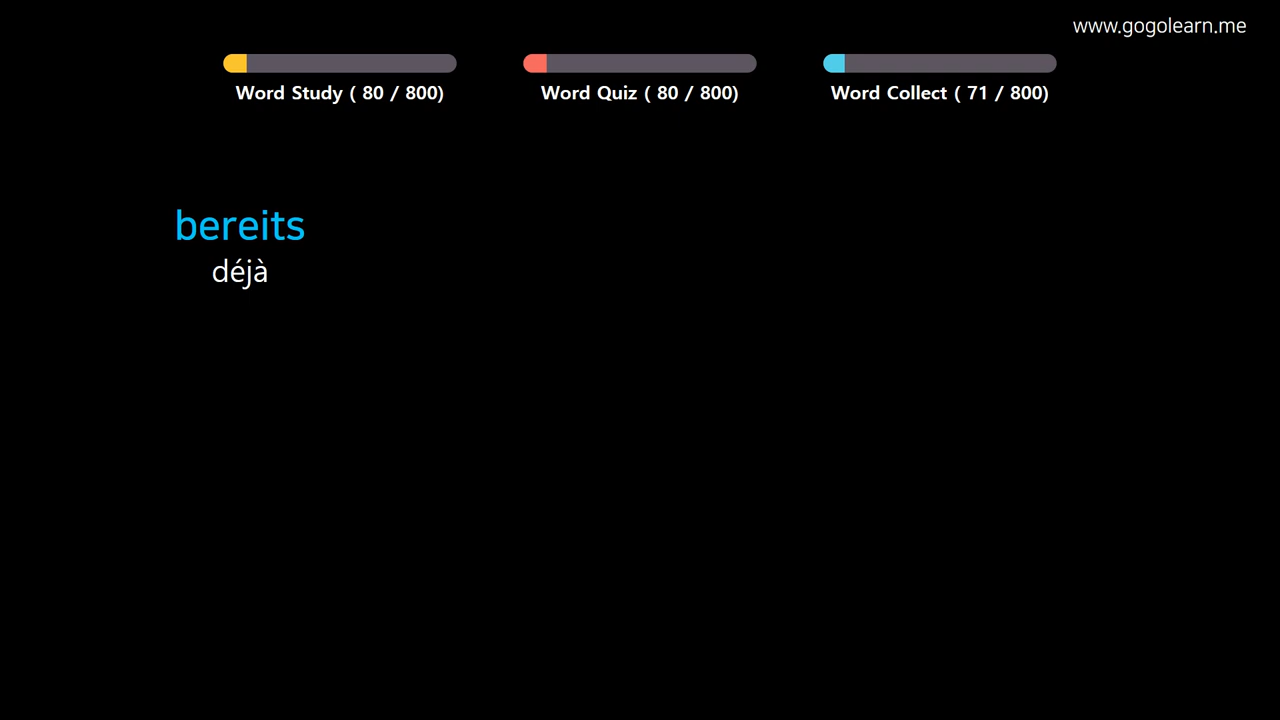 www.gogolearn.me
Word Study ( 80 / 800)
Word Quiz ( 80 / 800)
Word Collect ( 71 / 800)
bereits
déjà